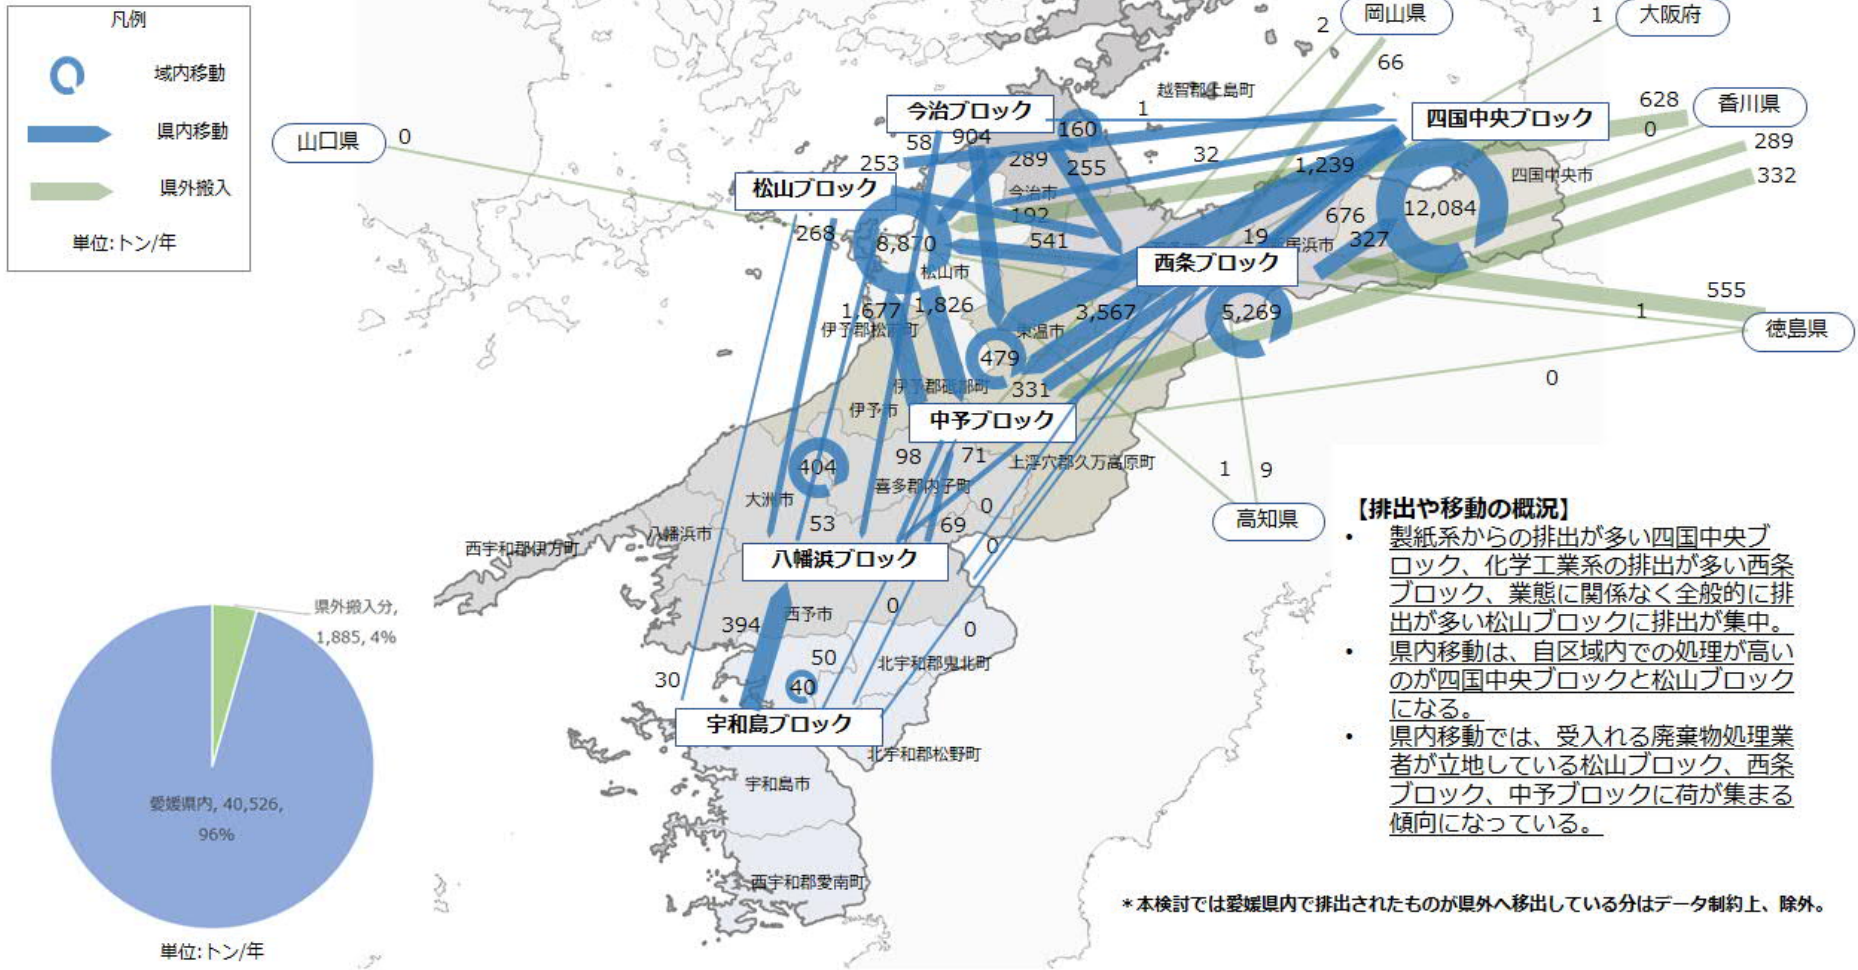 凡例
域内移動
県内移動
県外搬入
単位:トン/年
岡山県
2
66
大阪府
1
香川県
628
0
289
332
山口県
0
越智郡上島町
1
今治ブロック
160
58
904
253
289
255
32
四国中央ブロック
1,239
四国中央市
12,084
松山ブロック
今治市
192
268
8,870
541
松山市
676
19
327
居浜市
西条ブロック
5,269
555
1
徳島県
0
1,677
1,826
伊予郡松前町
3,567
東温市
479
伊予郡砥部町
331
伊予市
中予ブロック
404
98
71
上浮穴郡久万高原町
大洲市
喜多郡内子町
0
53
69
0
八幡浜市
西宇和郡伊方町
八幡浜ブロック
1
9
高知県
西予市
0
394
0
50
北宇和郡鬼北町
30
40
宇和島ブロック
北宇和郡松野町
宇和島市
西宇和郡愛南町
県外搬入分,
1,885, 4%
愛媛県内, 40,526,
96%
単位:トン/年
【排出や移動の概況】
• 製紙系からの排出が多い四国中央ブ
ロック、化学工業系の排出が多い西条
ブロック、業態に関係なく全般的に排
出が多い松山ブロックに排出が集中。
• 県内移動は、自区域内での処理が高い
のが四国中央ブロックと松山ブロック
になる。
• 県内移動では、受入れる廃棄物処理業
者が立地している松山ブロック、西条
ブロック、中予ブロックに荷が集まる
傾向になっている。
*本検討では愛媛県内で排出されたものが県外へ移出している分はデータ制約上、除外。